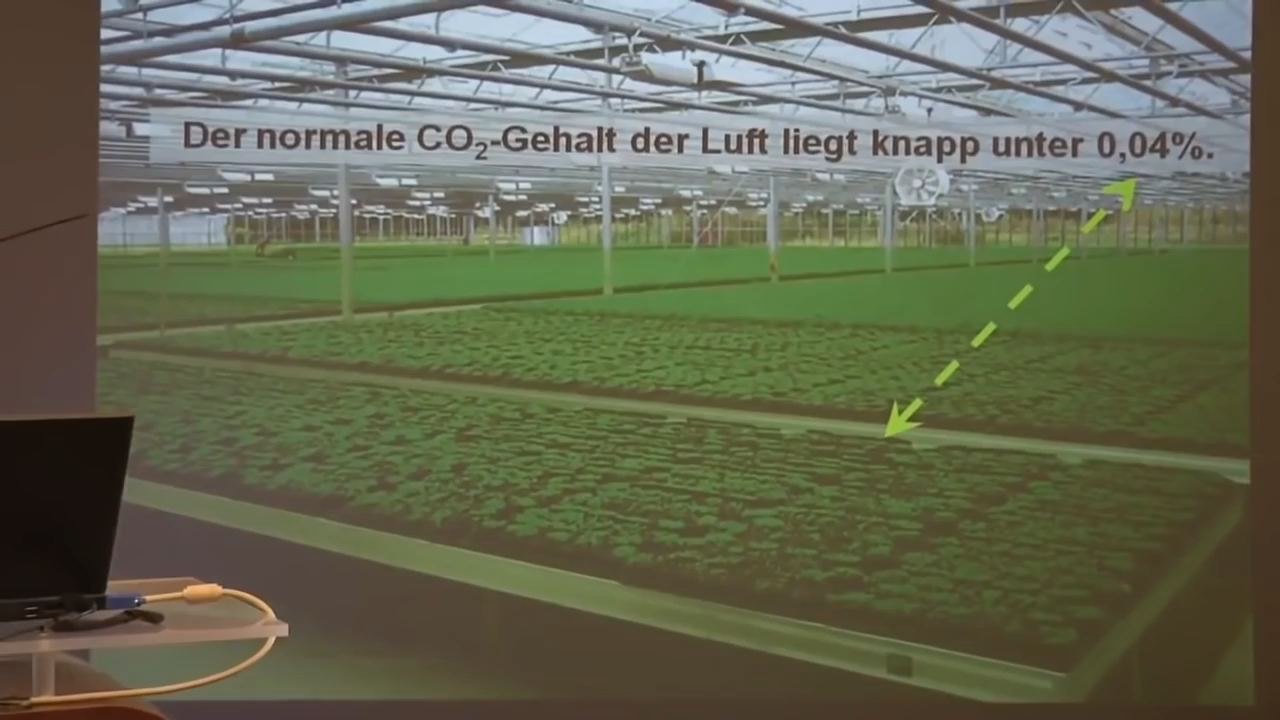 Der normale CO₂-Gehalt der Luft liegt knapp unter 0,04%.